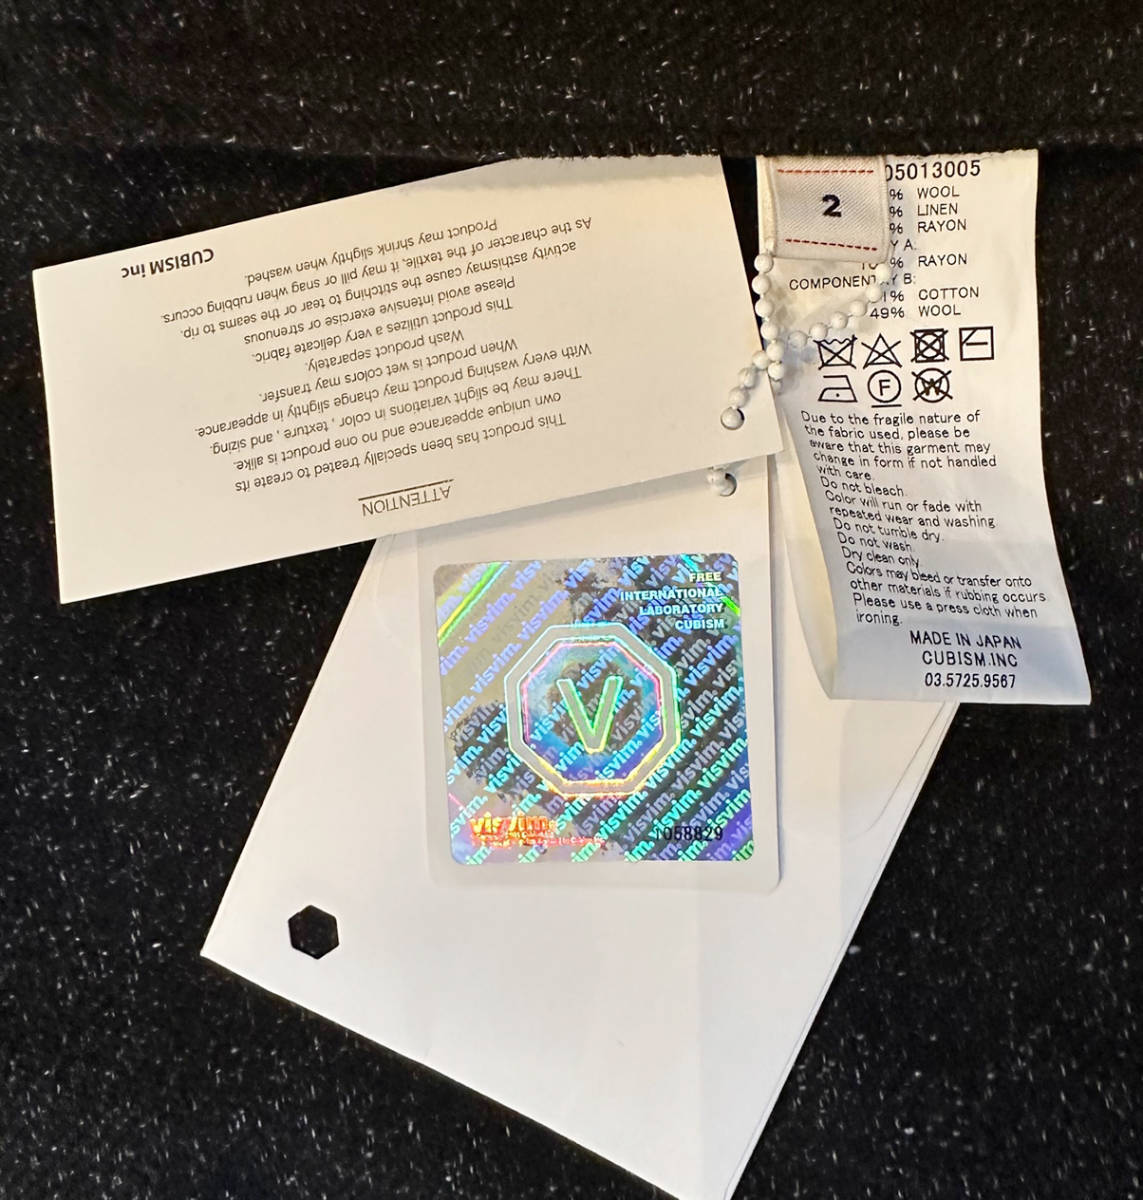 ATTENTION
This product has been specially treated to create its
own unique appearance and no one product is alike.
There may be slight variations in color , texture , and sizing.
With every washing product may change slightly in appearance.
When product is wet colors may transfer.
Wash product separately.
This product utilizes a very delicate fabric.
Please avoid intensive exercise or strenuous
activity asthismay cause the stitching to tear or the seams to rip.
As the character of the textile, it may pill or snag when rubbing occurs.
Product may shrink slightly when washed.
CUBISM inc
2
05013005
% WOOL
% LINEN
% RAYON
Y A:
% RAYON
COMPONEN Y B:
1% COTTON
49% WOOL
F
W
Due to the fragile nature of
the fabric used, please be
aware that this garment may
change in form if not handled
with care.
Do not bleach.
Color will run or fade with
repeated wear and washing
Do not tumble dry.
Do not wash.
Dry clean only.
Colors may bleed or transfer onto
other materials if rubbing occurs
Please use a press cloth when
ironing.
MADE IN JAPAN
CUBISM.INC
03.5725.9567
FREE
INTERNATIONAL
LABORATORY
CUBISM
visvim.
V
visvim.
1058829